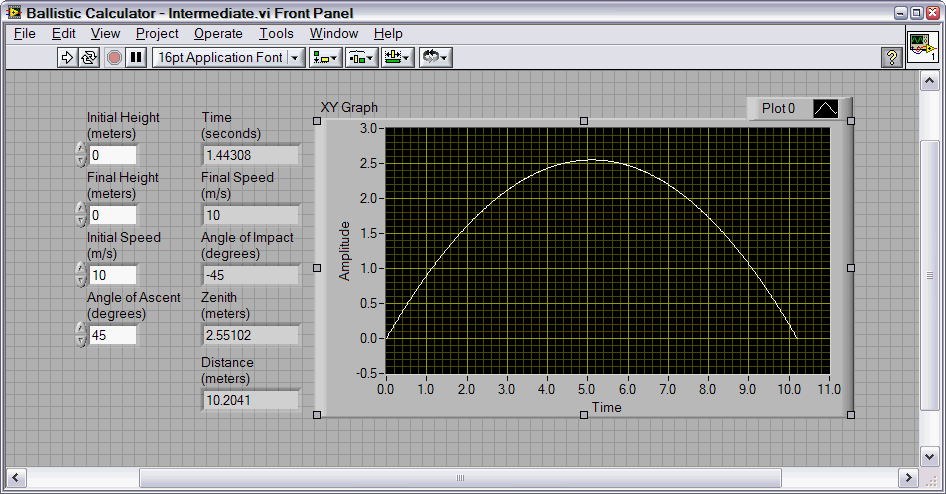 Ballistic Calculator - Intermediate.vi Front Panel
File Edit View Project Operate Tools Window Help
16pt Application Font
?
1
Initial Height
(meters)
0
Final Height
(meters)
0
Initial Speed
(m/s)
10
Angle of Ascent
(degrees)
45
Time
(seconds)
1.44308
Final Speed
(m/s)
10
Angle of Impact
(degrees)
-45
Zenith
(meters)
2.55102
Distance
(meters)
10.2041
XY Graph
Plot 0
Amplitude
3.0
2.5
2.0
1.5
1.0
0.5
0.0
-0.5
0.0 1.0 2.0 3.0 4.0 5.0 6.0 7.0 8.0 9.0 10.0 11.0
Time